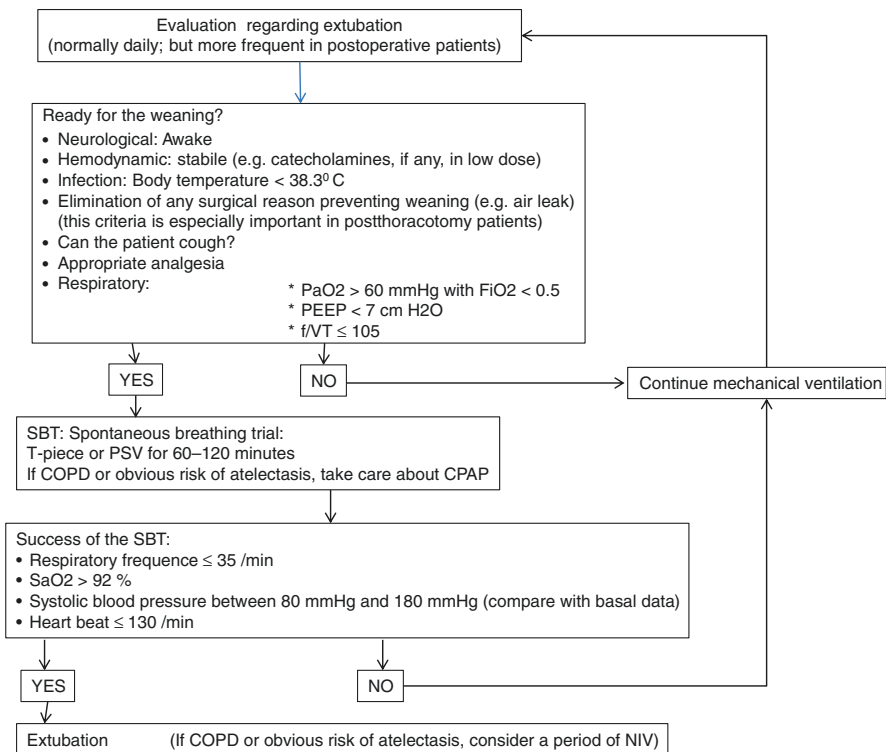 Evaluation regarding extubation
(normally daily; but more frequent in postoperative patients)
Ready for the weaning?
• Neurological: Awake
• Hemodynamic: stabile (e.g. catecholamines, if any, in low dose)
• Infection: Body temperature < 38.3⁰ C
• Elimination of any surgical reason preventing weaning (e.g. air leak)
(this criteria is especially important in postthoracotomy patients)
• Can the patient cough?
• Appropriate analgesia
• Respiratory:
* PaO2 > 60 mmHg with FiO2 < 0.5
* PEEP < 7 cm H2O
* f/VT ≤ 105
YES
NO
Continue mechanical ventilation
SBT: Spontaneous breathing trial:
T-piece or PSV for 60–120 minutes
If COPD or obvious risk of atelectasis, take care about CPAP
Success of the SBT:
• Respiratory frequence ≤ 35 /min
• SaO2 > 92 %
• Systolic blood pressure between 80 mmHg and 180 mmHg (compare with basal data)
• Heart beat ≤ 130 /min
YES
NO
Extubation (If COPD or obvious risk of atelectasis, consider a period of NIV)